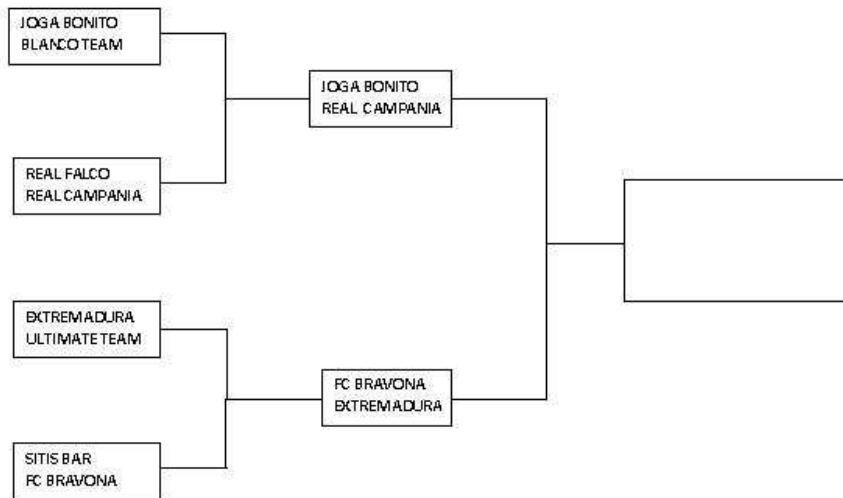 JOGA BONITO
BLANCO TEAM
JOGA BONITO
REAL CAMPANIA
REAL FALCO
REAL CAMPANIA
EXTREMADURA
ULTIMATE TEAM
FC BRAVONA
EXTREMADURA
SITIS BAR
FC BRAVONA